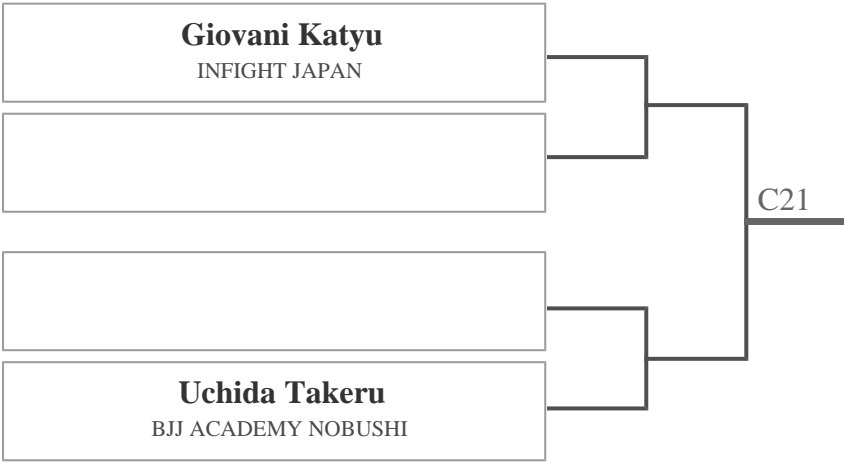 Giovani Katyu
INFIGHT JAPAN
C21
Uchida Takeru
BJJ ACADEMY NOBUSHI